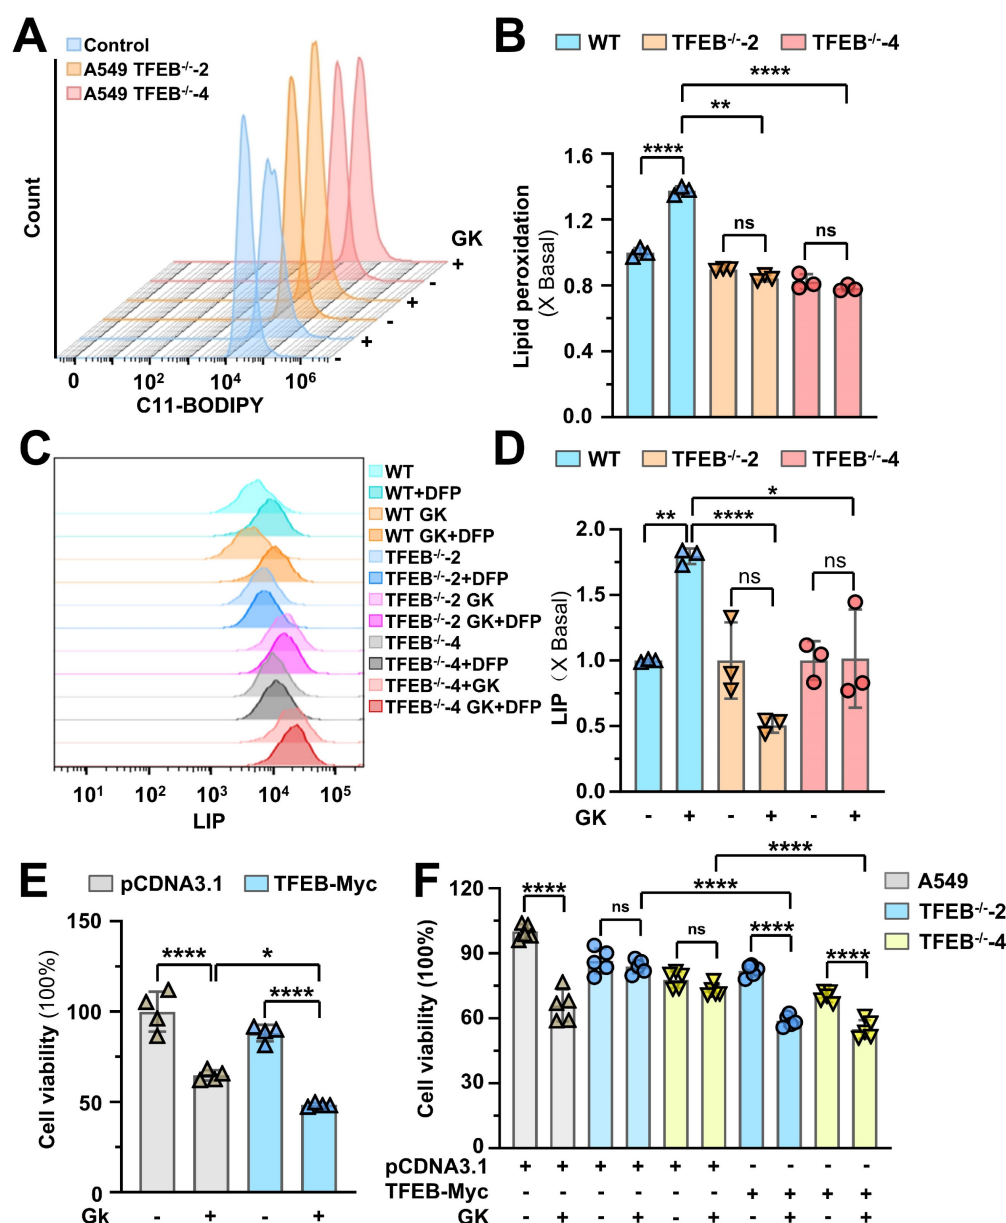 A
Control
A549 TFEB-/--2
A549 TFEB-/--4
Count
GK
+
-
+
-
+
-
0 10² 10⁴ 10⁶
C11-BODIPY
B
WT TFEB-/--2 TFEB-/--4
****
**
****
ns
ns
Lipid peroxidation
(X Basal)
1.6
1.2
0.8
0.4
0.0
C
WT
WT+DFP
WT GK
WT GK+DFP
TFEB-/--2
TFEB-/--2+DFP
TFEB-/--2 GK
TFEB-/--2 GK+DFP
TFEB-/--4
TFEB-/--4+DFP
TFEB-/--4+GK
TFEB-/--4 GK+DFP
10¹ 10² 10³ 10⁴ 10⁵
LIP
D
WT TFEB-/--2 TFEB-/--4
*
** ****
ns
ns
LIP（X Basal)
2.0
1.5
1.0
0.5
0.0
GK - + - + - +
E
pCDNA3.1 TFEB-Myc
**** *
****
Cell viability (100%)
150
100
50
0
Gk - + - +
F
A549
TFEB-/--2
TFEB-/--4
****
****
****
ns
ns
****
****
Cell viability (100%)
120
90
60
30
0
pCDNA3.1 + + + + + + - - - -
TFEB-Myc - - - - - - + + + +
GK - + - + - + - + - +